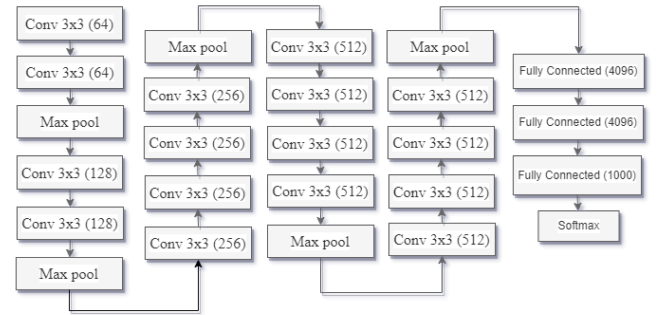 Conv 3x3 (64)
Conv 3x3 (64)
Max pool
Conv 3x3 (128)
Conv 3x3 (128)
Max pool
Conv 3x3 (256)
Conv 3x3 (256)
Conv 3x3 (256)
Conv 3x3 (256)
Max pool
Conv 3x3 (512)
Conv 3x3 (512)
Conv 3x3 (512)
Conv 3x3 (512)
Max pool
Conv 3x3 (512)
Conv 3x3 (512)
Conv 3x3 (512)
Conv 3x3 (512)
Max pool
Fully Connected (4096)
Fully Connected (4096)
Fully Connected (1000)
Softmax